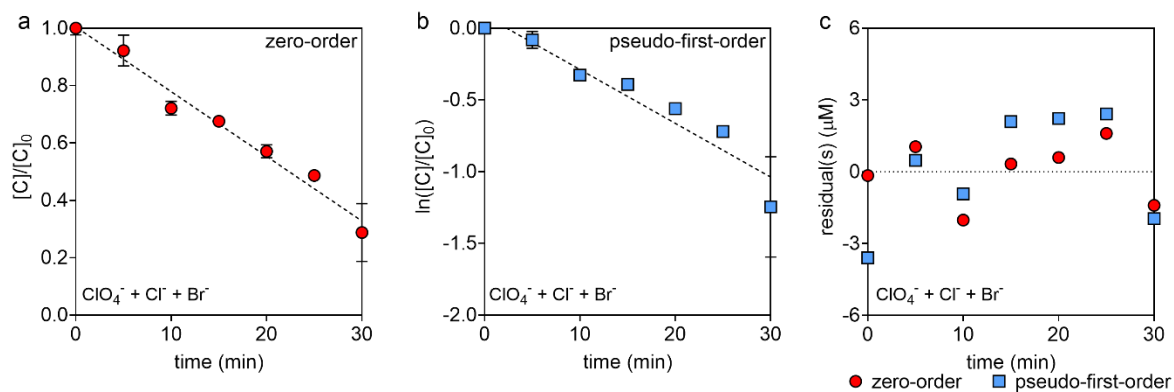 a
zero-order
1.0
0.8
0.6
0.4
0.2
0
10
20
30
[C]/[C]₀
ClO₄⁻ + Cl⁻ + Br⁻
time (min)
b
pseudo-first-order
0.0
-0.5
-1.0
-1.5
-2.0
0
10
20
30
ln([C]/[C]₀)
ClO₄⁻ + Cl⁻ + Br⁻
time (min)
c
6
3
0
-3
-6
0
10
20
30
residual(s) (μM)
ClO₄⁻ + Cl⁻ + Br⁻
time (min)
zero-order
pseudo-first-order